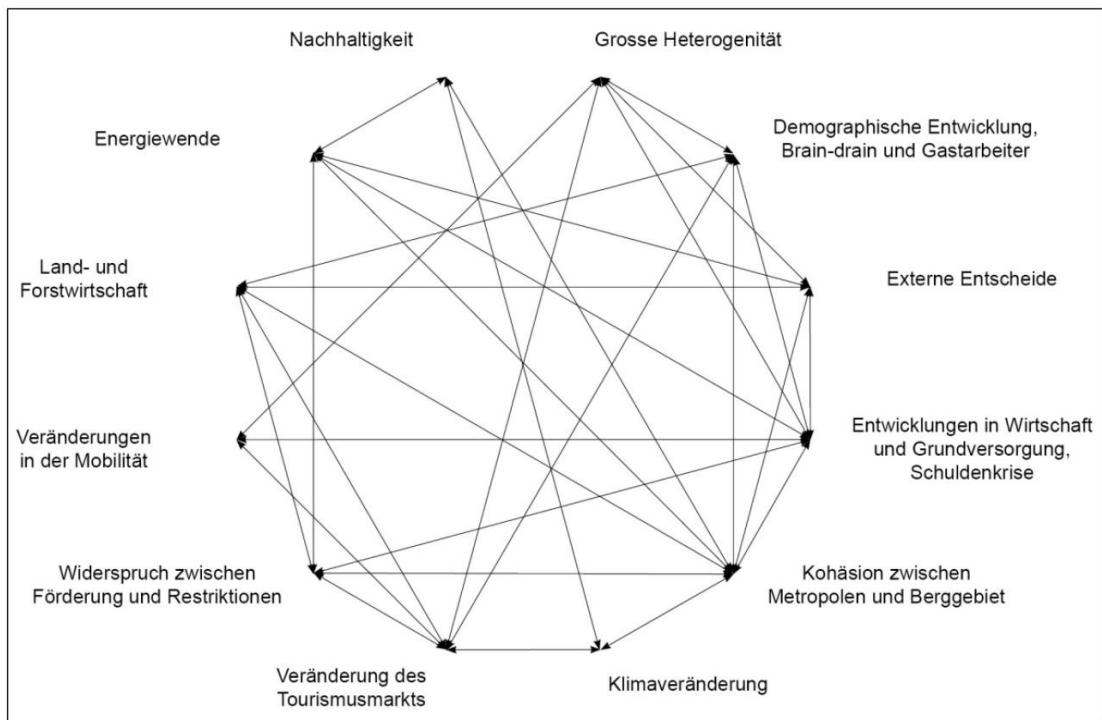 Nachhaltigkeit
Grosse Heterogenität
Energiewende
Demographische Entwicklung,
Brain-drain und Gastarbeiter
Land- und
Forstwirtschaft
Externe Entscheide
Veränderungen
in der Mobilität
Entwicklungen in Wirtschaft
und Grundversorgung,
Schuldenkrise
Widerspruch zwischen
Förderung und Restriktionen
Kohäsion zwischen
Metropolen und Berggebiet
Veränderung des
Tourismusmarkts
Klimaveränderung